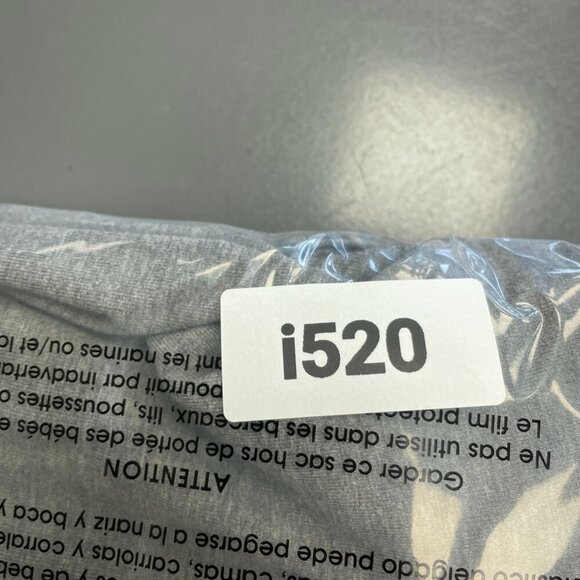 i520
camas, carriolas y
delgado puede pegarse a la nariz y boca y
ATTENTION
Garder ce sac hors de portée des bébés
Ne pas utiliser dans les berceaux, lits, poussettes
Le film pourrait par
les narines ou/et